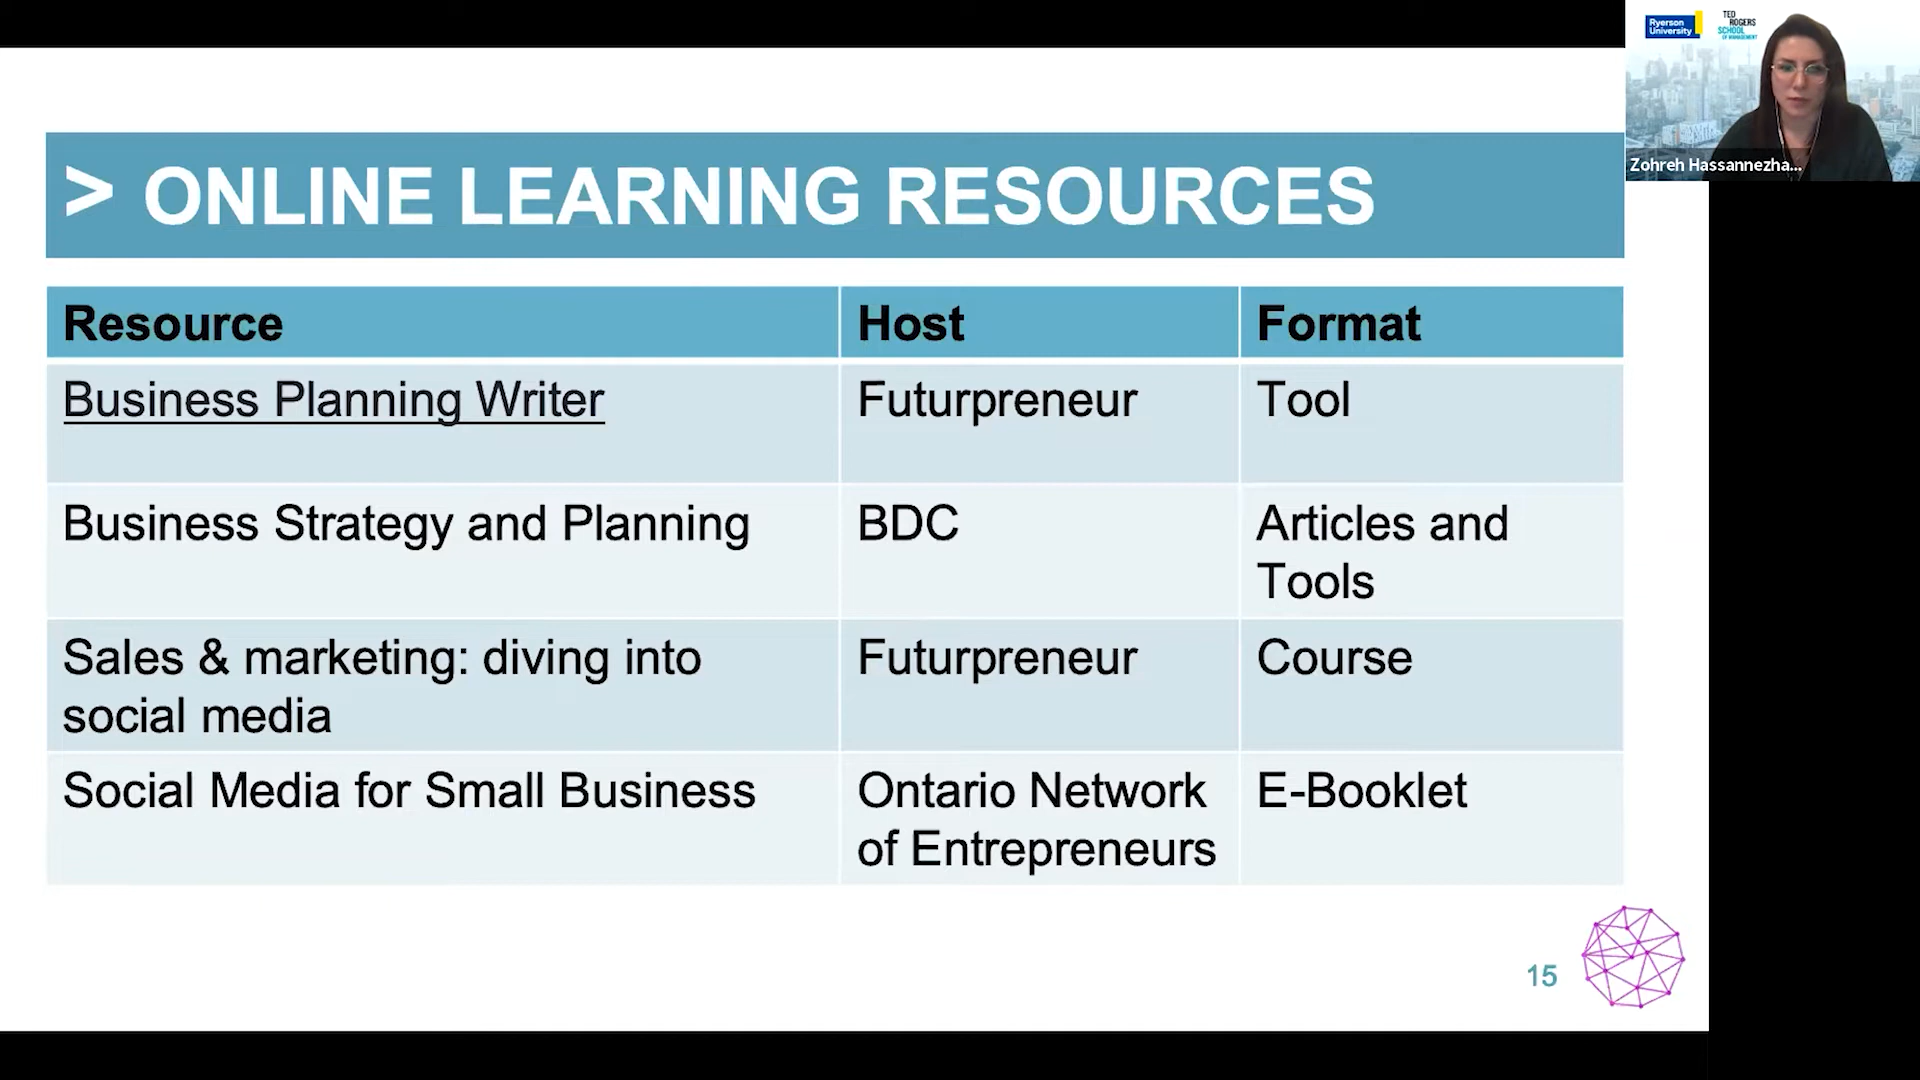 Ryerson
University
TED
ROGERS
SCHOOL
OF MANAGEMENT
Zohreh Hassannezha...
> ONLINE LEARNING RESOURCES
Resource Host Format
Business Planning Writer Futurpreneur Tool
Business Strategy and Planning BDC Articles and
Tools
Sales & marketing: diving into Futurpreneur Course
social media
Social Media for Small Business Ontario Network E-Booklet
of Entrepreneurs
15